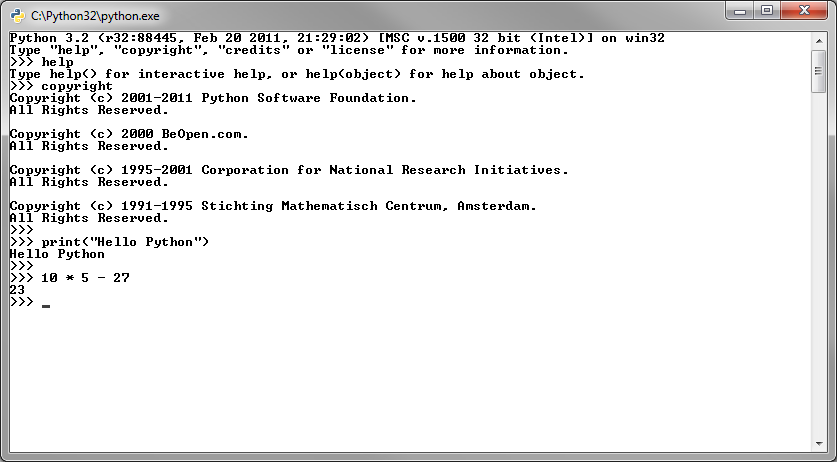 C:\Python32\python.exe
Python 3.2 (r32:88445, Feb 20 2011, 21:29:02) [MSC v.1500 32 bit (Intel)] on win32
Type "help", "copyright", "credits" or "license" for more information.
>>> help
Type help() for interactive help, or help(object) for help about object.
>>> copyright
Copyright (c) 2001-2011 Python Software Foundation.
All Rights Reserved.

Copyright (c) 2000 BeOpen.com.
All Rights Reserved.

Copyright (c) 1995-2001 Corporation for National Research Initiatives.
All Rights Reserved.

Copyright (c) 1991-1995 Stichting Mathematisch Centrum, Amsterdam.
All Rights Reserved.
>>>
>>> print("Hello Python")
Hello Python
>>>
>>> 10 * 5 - 27
23
>>> _